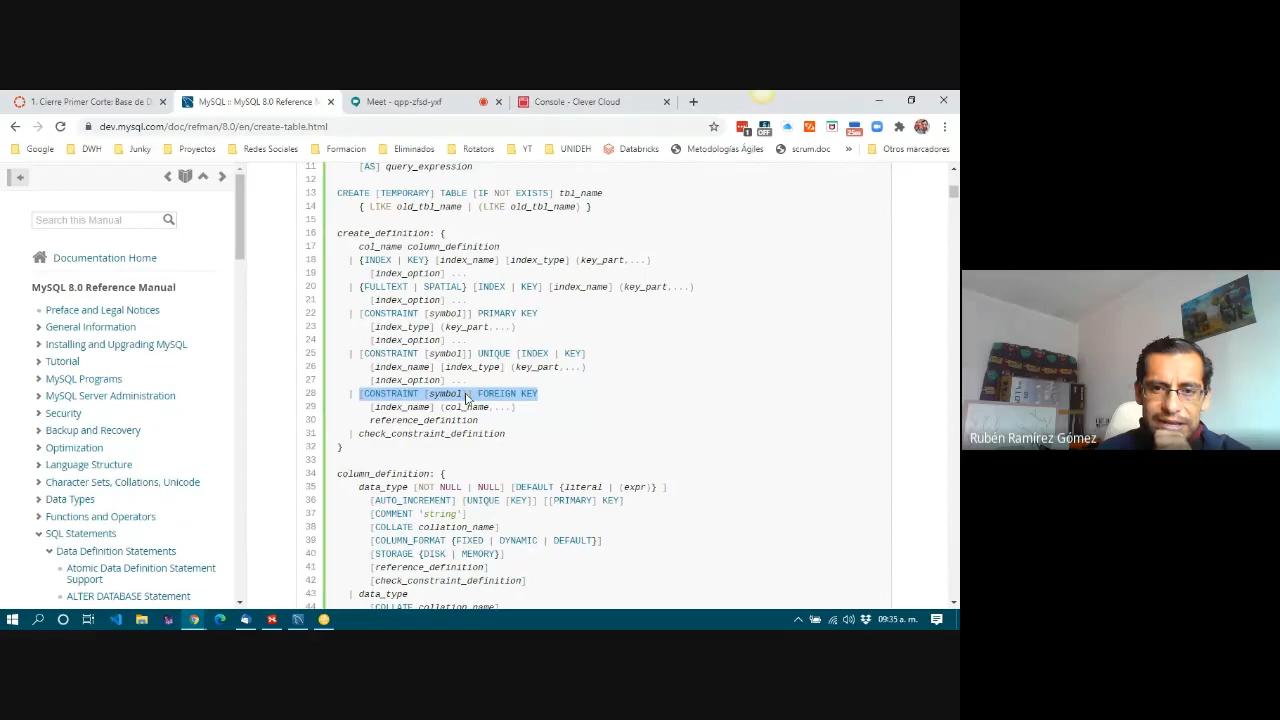 1. Cierre Primer Corte: Base de D
MySQL :: MySQL 8.0 Reference M
Meet - qpp-zfsd-yxf
Console - Clever Cloud
dev.mysql.com/doc/refman/8.0/en/create-table.html
Google
DWH
Junky
Proyectos
Redes Sociales
Formacion
Eliminados
Rotators
YT
UNIDEH
Databricks
Metodologías Ágiles
scrum.doc
»
Otros marcadores
Search this Manual
Documentation Home
MySQL 8.0 Reference Manual
Preface and Legal Notices
General Information
Installing and Upgrading MySQL
Tutorial
MySQL Programs
MySQL Server Administration
Security
Backup and Recovery
Optimization
Language Structure
Character Sets, Collations, Unicode
Data Types
Functions and Operators
SQL Statements
Data Definition Statements
Atomic Data Definition Statement
Support
ALTER DATABASE Statement
11 [AS] query_expression
12
13 CREATE [TEMPORARY] TABLE [IF NOT EXISTS] tbl_name
14 { LIKE old_tbl_name | (LIKE old_tbl_name) }
15
16 create_definition: {
17 col_name column_definition
18 | {INDEX | KEY} [index_name] [index_type] (key_part,...)
19 [index_option] ...
20 | {FULLTEXT | SPATIAL} [INDEX | KEY] [index_name] (key_part,...)
21 [index_option] ...
22 | [CONSTRAINT [symbol]] PRIMARY KEY
23 [index_type] (key_part,...)
24 [index_option] ...
25 | [CONSTRAINT [symbol]] UNIQUE [INDEX | KEY]
26 [index_name] [index_type] (key_part,...)
27 [index_option] ...
28 | [CONSTRAINT [symbol]] FOREIGN KEY
29 [index_name] (col_name,...)
30 reference_definition
31 | check_constraint_definition
32 }
33
34 column_definition: {
35 data_type [NOT NULL | NULL] [DEFAULT {literal | (expr)} ]
36 [AUTO_INCREMENT] [UNIQUE [KEY]] [[PRIMARY] KEY]
37 [COMMENT 'string']
38 [COLLATE collation_name]
39 [COLUMN_FORMAT {FIXED | DYNAMIC | DEFAULT}]
40 [STORAGE {DISK | MEMORY}]
41 [reference_definition]
42 [check_constraint_definition]
43 | data_type
44 [COLLATE collation_name]
Rubén Ramírez Gómez
09:35 a. m.